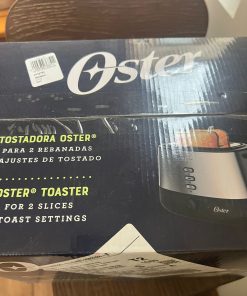 Oster
TOSTADORA OSTER®
PARA 2 REBANADAS
AJUSTES DE TOSTADO
OSTER® TOASTER
FOR 2 SLICES
TOAST SETTINGS
Oster